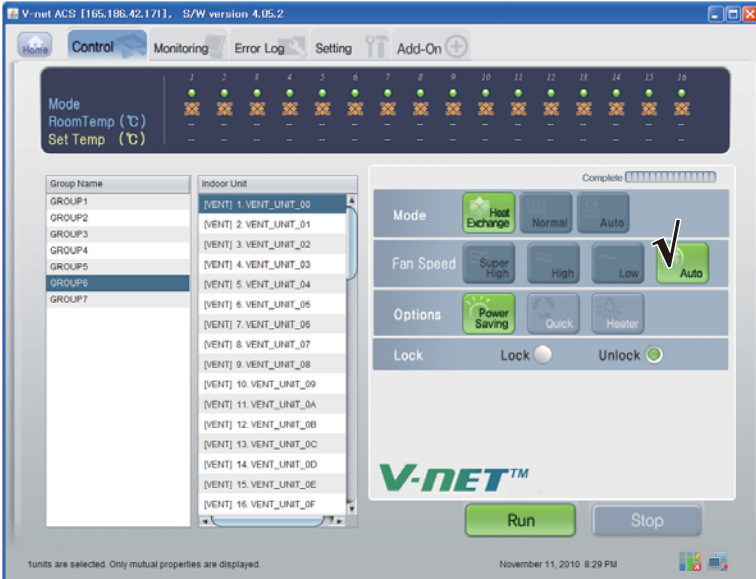 V-net ACS [165.186.42.171], S/W version 4.05.2
Home Control Monitoring Error Log Setting Add-On
1 2 3 4 5 6 7 8 9 10 11 12 13 14 15 16
Mode
RoomTemp (℃) -- -- -- -- -- -- -- -- -- -- -- -- -- -- -- --
Set Temp (℃) -- -- -- -- -- -- -- -- -- -- -- -- -- -- -- --
Group Name
GROUP1
GROUP2
GROUP3
GROUP4
GROUP5
GROUP6
GROUP7
Indoor Unit
[VENT] 1. VENT_UNIT_00
[VENT] 2. VENT_UNIT_01
[VENT] 3. VENT_UNIT_02
[VENT] 4. VENT_UNIT_03
[VENT] 5. VENT_UNIT_04
[VENT] 6. VENT_UNIT_05
[VENT] 7. VENT_UNIT_06
[VENT] 8. VENT_UNIT_07
[VENT] 9. VENT_UNIT_08
[VENT] 10. VENT_UNIT_09
[VENT] 11. VENT_UNIT_0A
[VENT] 12. VENT_UNIT_0B
[VENT] 13. VENT_UNIT_0C
[VENT] 14. VENT_UNIT_0D
[VENT] 15. VENT_UNIT_0E
[VENT] 16. VENT_UNIT_0F
Complete
Mode Heat Exchange Normal Auto
Fan Speed Super High High Low Auto
Options Power Saving Quick Heater
Lock Lock Unlock
V-NET™
Run Stop
1units are selected. Only mutual properties are displayed.
November 11, 2010 8:29 PM